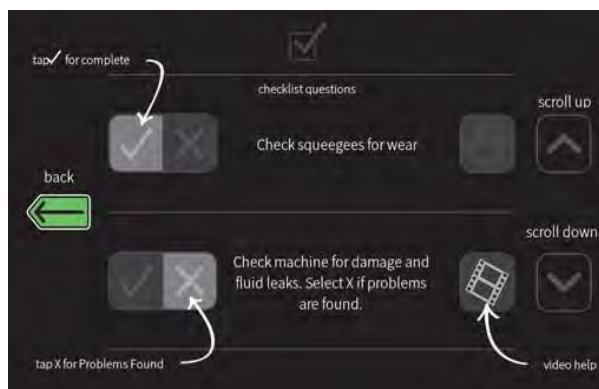 tap✓ for complete
checklist questions
scroll up
Check squeegees for wear
back
scroll down
Check machine for damage and
fluid leaks. Select X if problems
are found.
tap X for Problems Found
video help